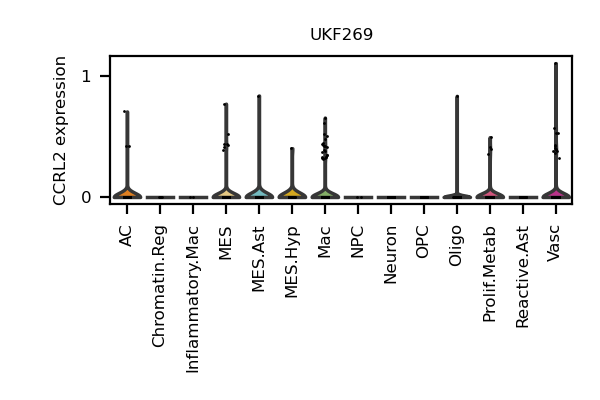 UKF269
CCRL2 expression
1
0
AC
Chromatin.Reg
Inflammatory.Mac
MES
MES.Ast
MES.Hyp
Mac
NPC
Neuron
OPC
Oligo
Prolif.Metab
Reactive.Ast
Vasc